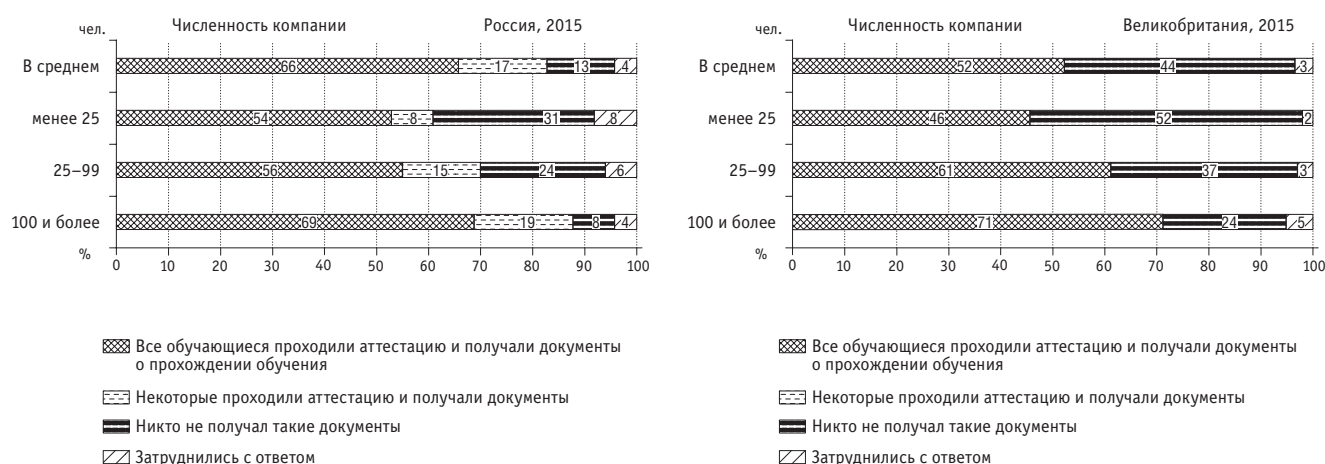 чел. Численность компании Россия, 2015
В среднем 66 17 13 4
менее 25 54 8 31 8
25–99 56 15 24 6
100 и более 69 19 8 4
% 0 10 20 30 40 50 60 70 80 90 100
Все обучающиеся проходили аттестацию и получали документы
о прохождении обучения
Некоторые проходили аттестацию и получали документы
Никто не получал такие документы
Затруднились с ответом
чел. Численность компании Великобритания, 2015
В среднем 52 44 3
менее 25 46 52 2
25–99 61 37 3
100 и более 71 24 5
% 0 10 20 30 40 50 60 70 80 90 100
Все обучающиеся проходили аттестацию и получали документы
о прохождении обучения
Некоторые проходили аттестацию и получали документы
Никто не получал такие документы
Затруднились с ответом